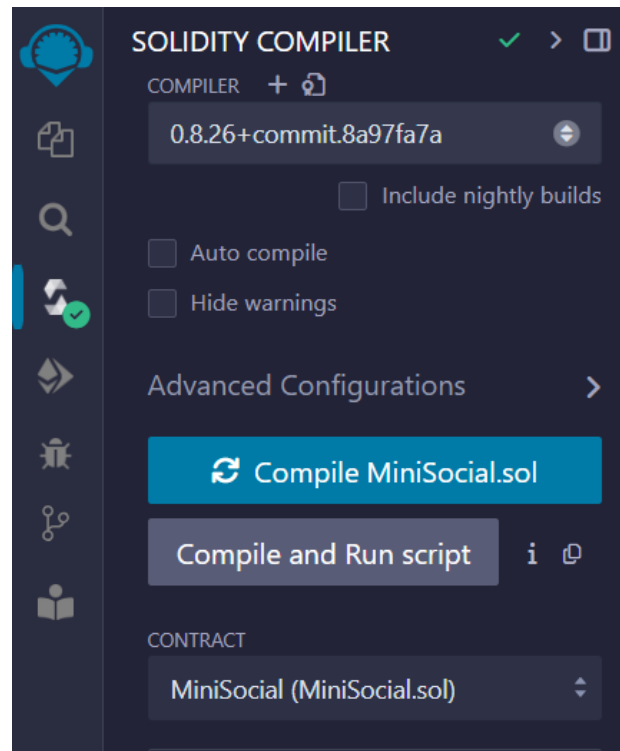 SOLIDITY COMPILER
COMPILER
0.8.26+commit.8a97fa7a
Include nightly builds
Auto compile
Hide warnings
Advanced Configurations
Compile MiniSocial.sol
Compile and Run script
CONTRACT
MiniSocial (MiniSocial.sol)